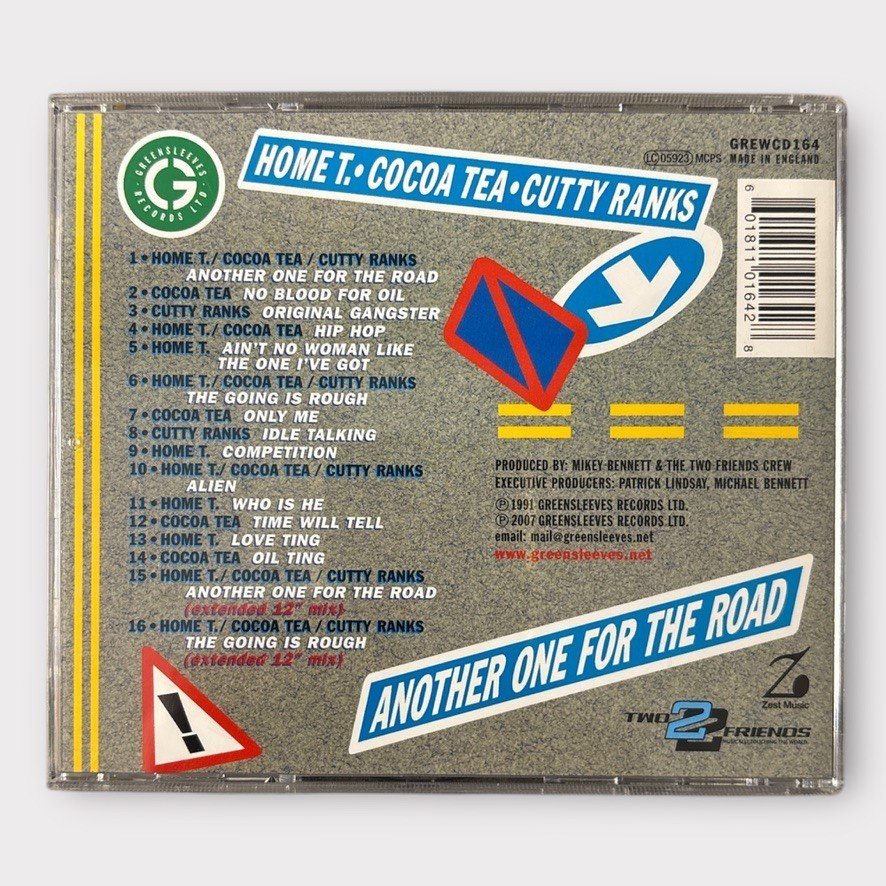 GREENSLEEVES
RECORDS LTD.
G
HOME T. • COCOA TEA • CUTTY RANKS
GREWCD164
LC 05923 MCPS MADE IN ENGLAND
6 01811 01642 8
1 • HOME T. / COCOA TEA / CUTTY RANKS
ANOTHER ONE FOR THE ROAD
2 • COCOA TEA NO BLOOD FOR OIL
3 • CUTTY RANKS ORIGINAL GANGSTER
4 • HOME T. / COCOA TEA HIP HOP
5 • HOME T. AIN'T NO WOMAN LIKE
THE ONE I'VE GOT
6 • HOME T. / COCOA TEA / CUTTY RANKS
THE GOING IS ROUGH
7 • COCOA TEA ONLY ME
8 • CUTTY RANKS IDLE TALKING
9 • HOME T. COMPETITION
10 • HOME T. / COCOA TEA / CUTTY RANKS
ALIEN
11 • HOME T. WHO IS HE
12 • COCOA TEA TIME WILL TELL
13 • HOME T. LOVE TING
14 • COCOA TEA OIL TING
15 • HOME T. / COCOA TEA / CUTTY RANKS
ANOTHER ONE FOR THE ROAD
(extended 12" mix)
16 • HOME T. / COCOA TEA / CUTTY RANKS
THE GOING IS ROUGH
(extended 12" mix)
PRODUCED BY: MIKEY BENNETT & THE TWO FRIENDS CREW
EXECUTIVE PRODUCERS: PATRICK LINDSAY, MICHAEL BENNETT
℗ 1991 GREENSLEEVES RECORDS LTD.
℗ 2007 GREENSLEEVES RECORDS LTD.
email: mail@greensleeves.net
www.greensleeves.net
!
ANOTHER ONE FOR THE ROAD
TWO 2 FRIENDS
MUSICALLY TOUCHING THE WORLD
Zest Music